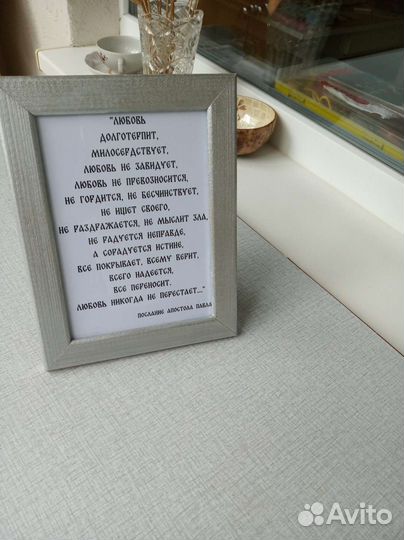 "ЛЮБОВЬ
ДОЛГОТЕРПИТ,
МИЛОСЕРДСТВУЕТ,
ЛЮБОВЬ НЕ ЗАВИДУЕТ,
ЛЮБОВЬ НЕ ПРЕВОЗНОСИТСЯ,
НЕ ГОРДИТСЯ, НЕ БЕСЧИНСТВУЕТ,
НЕ ИЩЕТ СВОЕГО,
НЕ РАЗДРАЖАЕТСЯ, НЕ МЫСЛИТ ЗЛА,
НЕ РАДУЕТСЯ НЕПРАВДЕ,
А СОРАДУЕТСЯ ИСТИНЕ,
ВСЕ ПОКРЫВАЕТ, ВСЕМУ ВЕРИТ,
ВСЕГО НАДЕЕТСЯ,
ВСЕ ПЕРЕНОСИТ.
ЛЮБОВЬ НИКОГДА НЕ ПЕРЕСТАЕТ..."
ПОСЛАНИЕ АПОСТОЛА ПАВЛА
Avito